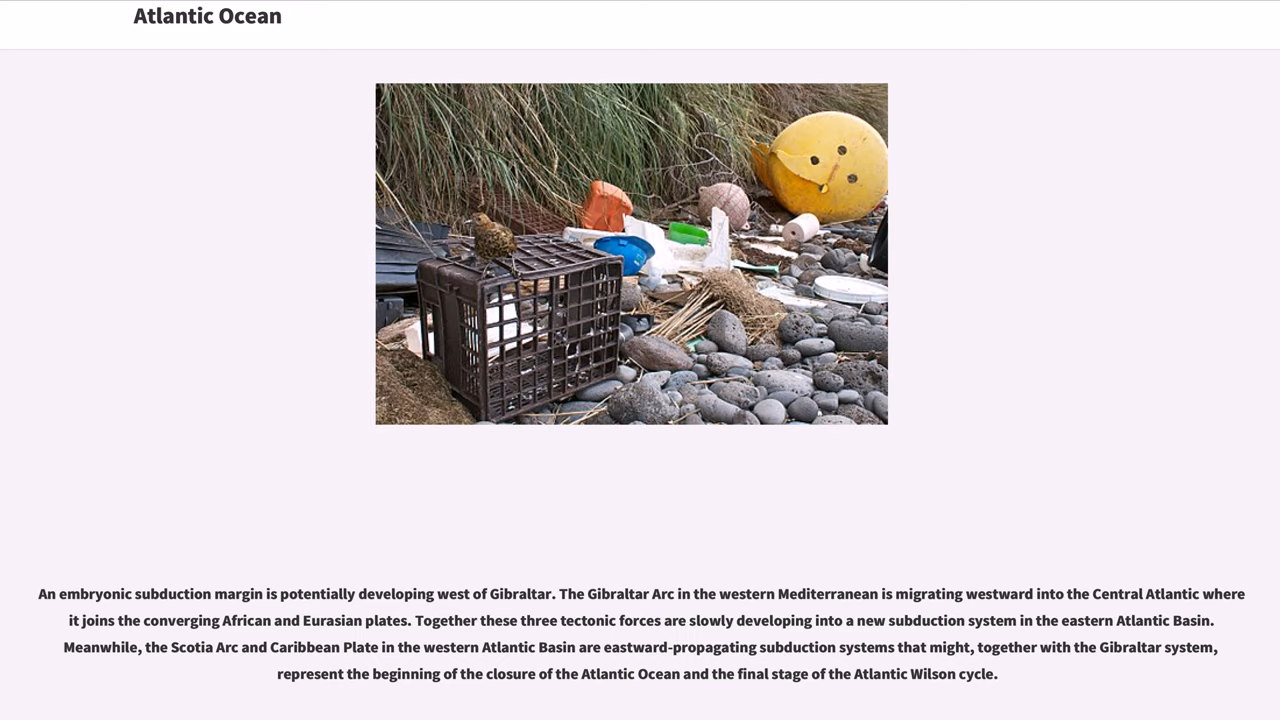 Atlantic Ocean
An embryonic subduction margin is potentially developing west of Gibraltar. The Gibraltar Arc in the western Mediterranean is migrating westward into the Central Atlantic where
it joins the converging African and Eurasian plates. Together these three tectonic forces are slowly developing into a new subduction system in the eastern Atlantic Basin.
Meanwhile, the Scotia Arc and Caribbean Plate in the western Atlantic Basin are eastward-propagating subduction systems that might, together with the Gibraltar system,
represent the beginning of the closure of the Atlantic Ocean and the final stage of the Atlantic Wilson cycle.